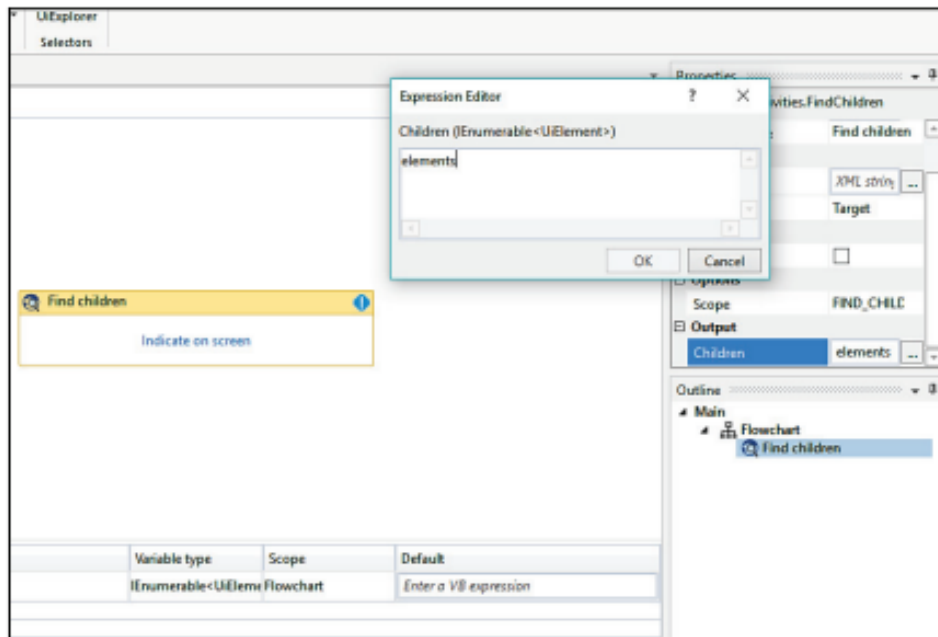 UiExplorer
Selectors
Properties
Expression Editor
?
Children (IEnumerable<UiElement>)
elements
OK
Cancel
vities.FindChildren
Find children
XML string
...
Target
Options
Scope
FIND_CHILD
Output
Children
elements
...
Find children
Indicate on screen
Outline
Main
Flowchart
Find children
Variable type
Scope
Default
IEnumerable<UiEleme
Flowchart
Enter a VB expression